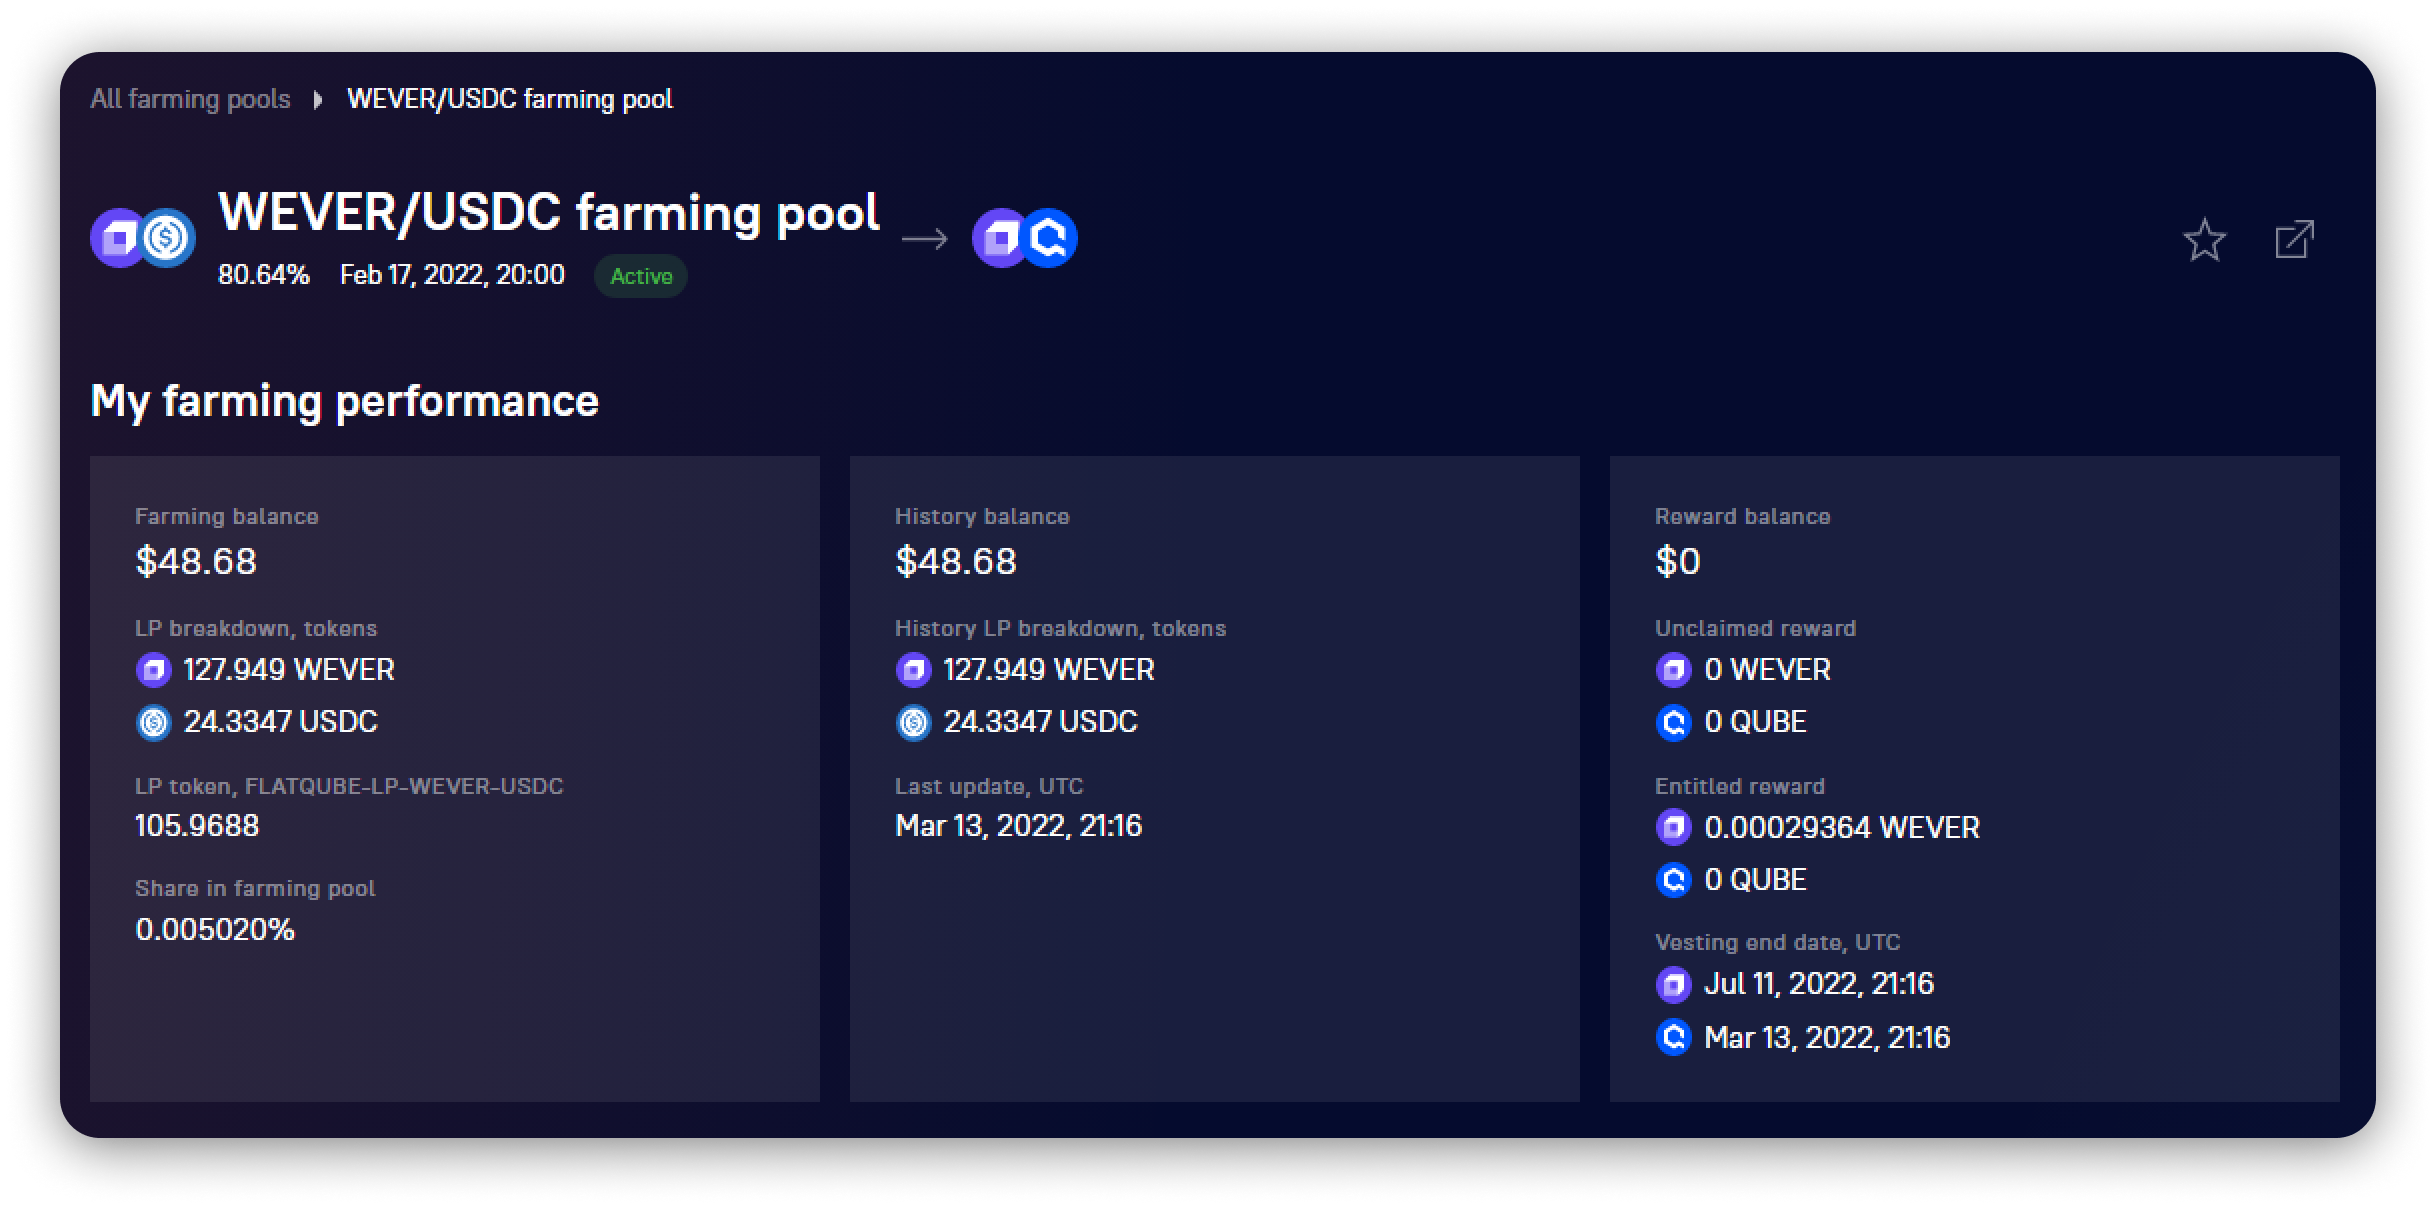 All farming pools WEVER/USDC farming pool
WEVER/USDC farming pool
80.64% Feb 17, 2022, 20:00 Active
My farming performance
Farming balance
$48.68
LP breakdown, tokens
127.949 WEVER
24.3347 USDC
LP token, FLATQUBE-LP-WEVER-USDC
105.9688
Share in farming pool
0.005020%
History balance
$48.68
History LP breakdown, tokens
127.949 WEVER
24.3347 USDC
Last update, UTC
Mar 13, 2022, 21:16
Reward balance
$0
Unclaimed reward
0 WEVER
0 QUBE
Entitled reward
0.00029364 WEVER
0 QUBE
Vesting end date, UTC
Jul 11, 2022, 21:16
Mar 13, 2022, 21:16